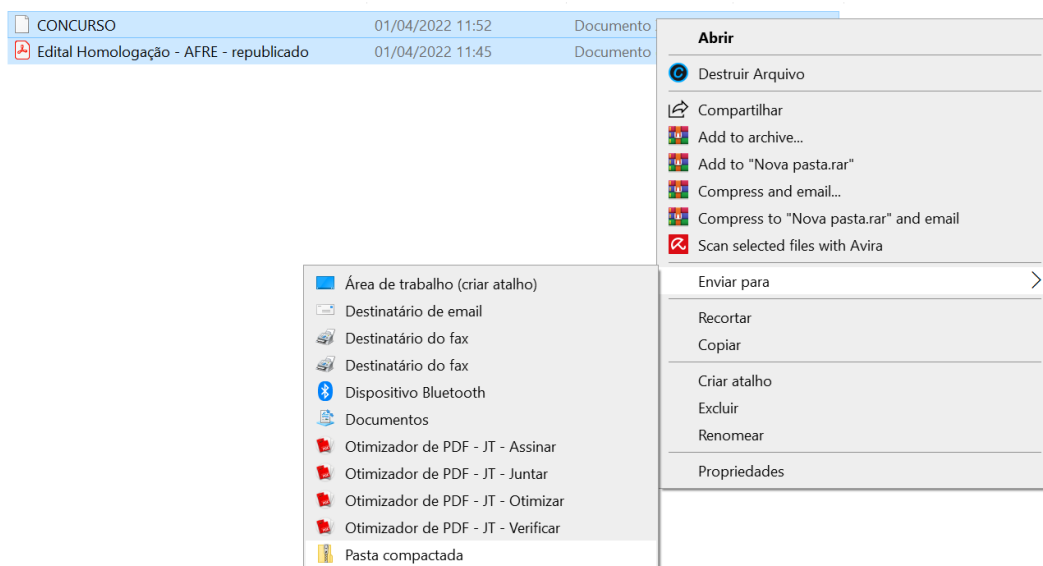 CONCURSO 01/04/2022 11:52 Documento
Edital Homologação - AFRE - republicado 01/04/2022 11:45 Documento
Abrir
Destruir Arquivo
Compartilhar
Add to archive...
Add to "Nova pasta.rar"
Compress and email...
Compress to "Nova pasta.rar" and email
Scan selected files with Avira
Enviar para
Recortar
Copiar
Criar atalho
Excluir
Renomear
Propriedades
Área de trabalho (criar atalho)
Destinatário de email
Destinatário do fax
Destinatário do fax
Dispositivo Bluetooth
Documentos
Otimizador de PDF - JT - Assinar
Otimizador de PDF - JT - Juntar
Otimizador de PDF - JT - Otimizar
Otimizador de PDF - JT - Verificar
Pasta compactada